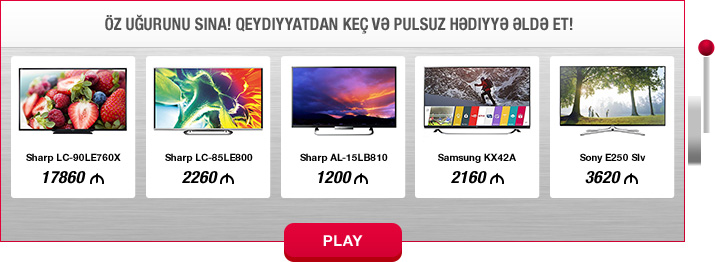 ÖZ UĞURUNU SINA! QEYDIYYATDAN KEÇ VƏ PULSUZ HƏDIYYƏ ƏLDƏ ET!
Sharp LC-90LE760X
17860 ₼
Sharp LC-85LE800
2260 ₼
Sharp AL-15LB810
1200 ₼
Samsung KX42A
2160 ₼
Sony E250 Slv
3620 ₼
PLAY